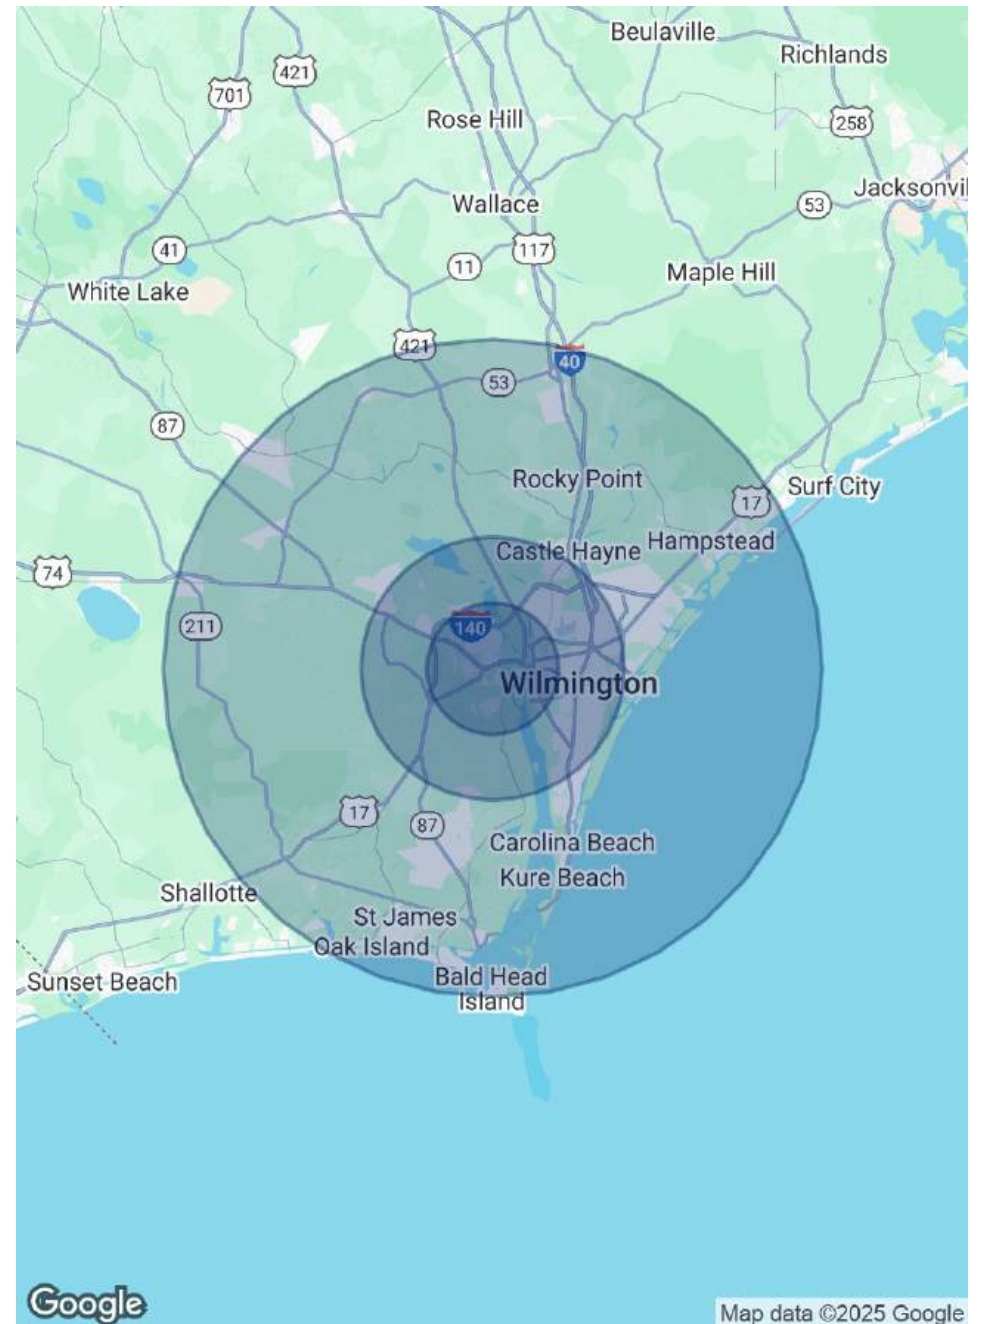 Beulaville
Richlands
421
701
Rose Hill
258
Jacksonvil
Wallace
53
41
117
11
Maple Hill
White Lake
421
40
53
87
Rocky Point
Surf City
17
Hampstead
Castle Hayne
74
211
140
Wilmington
17
87
Carolina Beach
Kure Beach
Shallotte
St James
Oak Island
Sunset Beach
Bald Head
Island
Google
Map data ©2025 Google